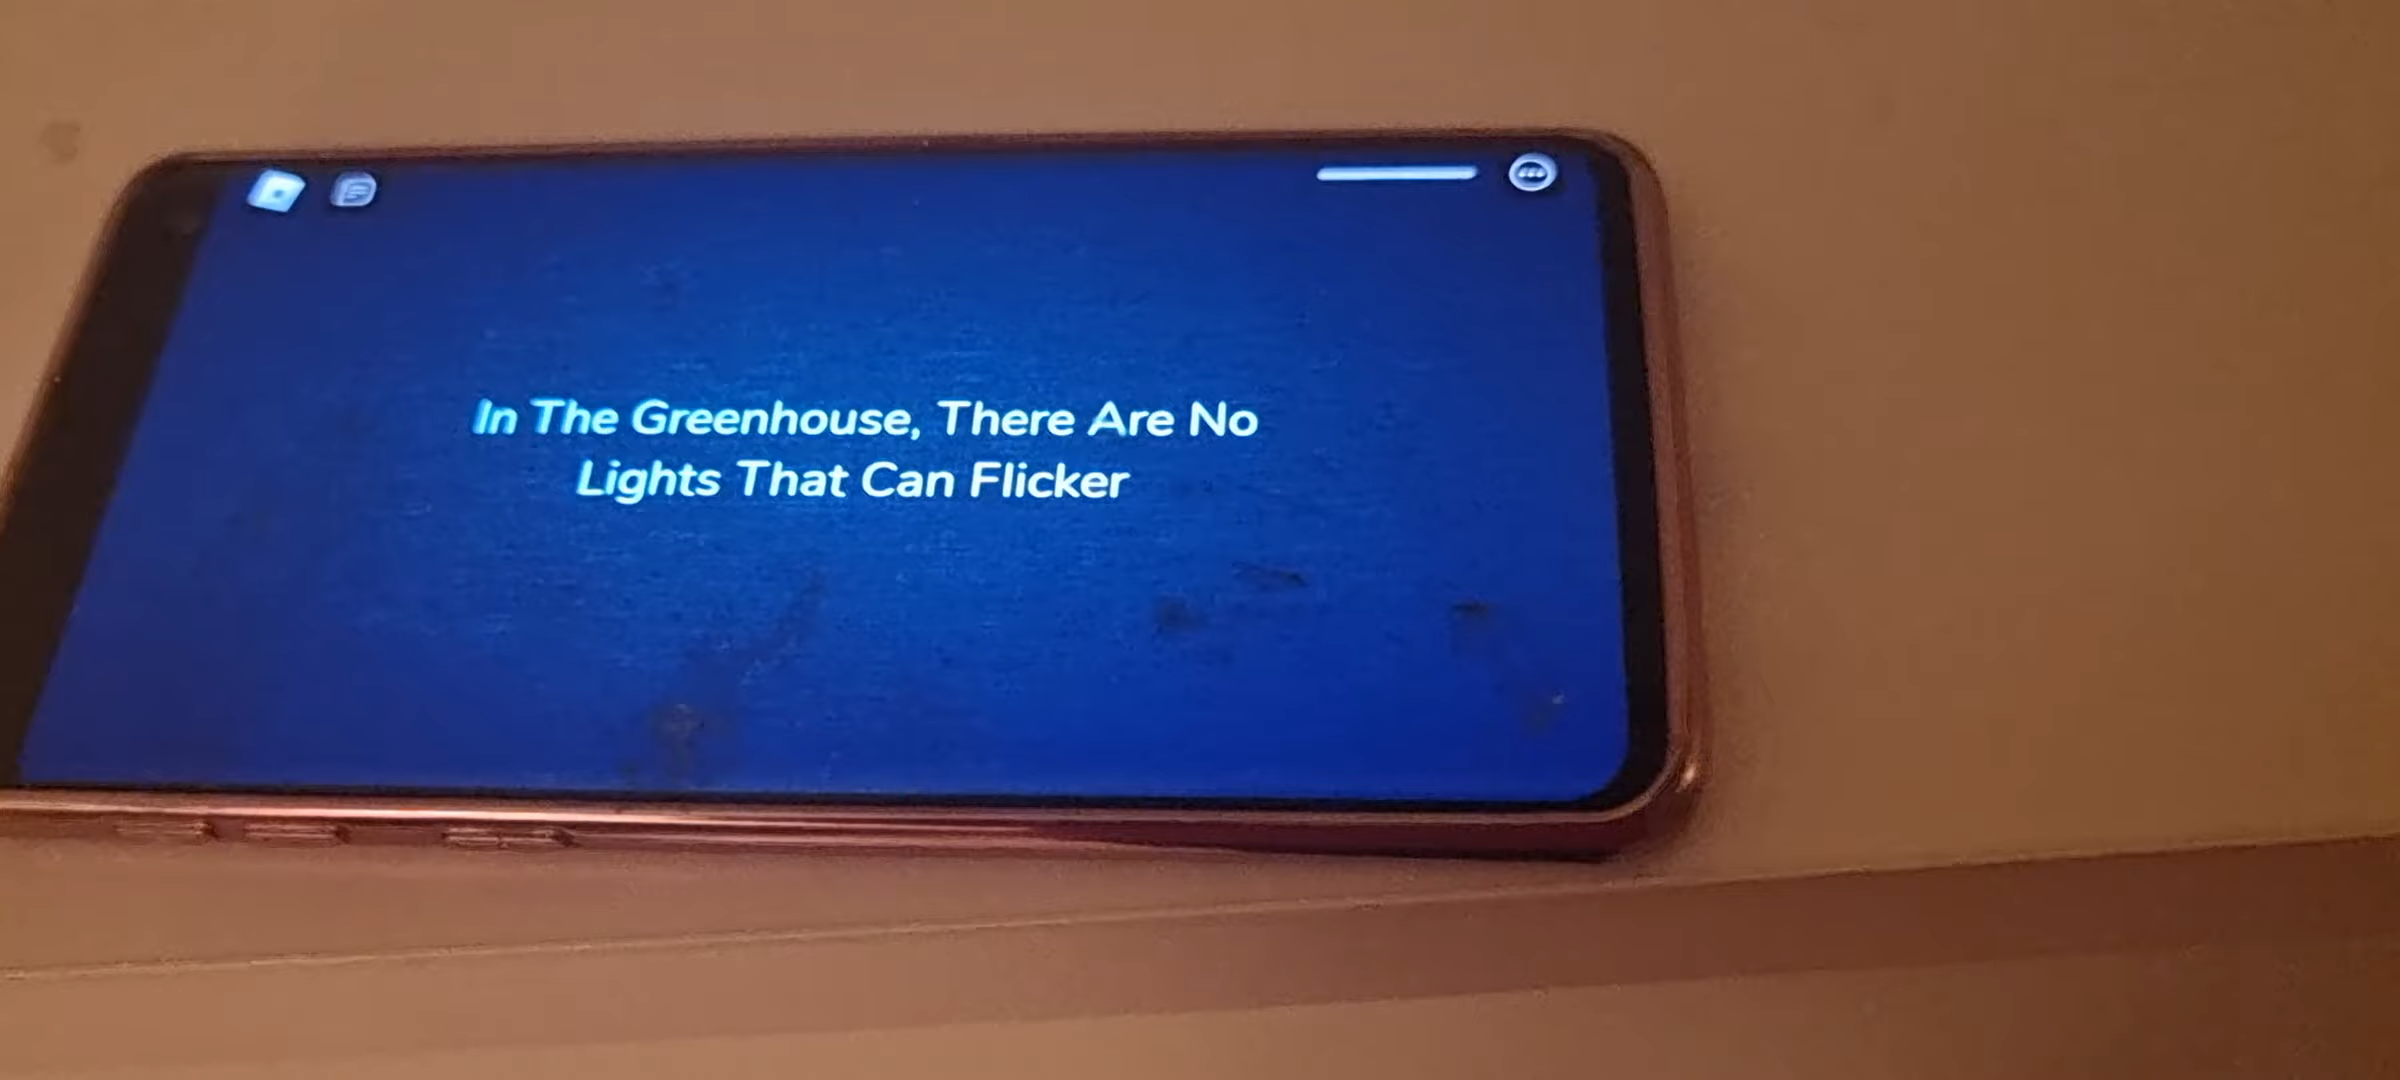 In The Greenhouse, There Are No
Lights That Can Flicker